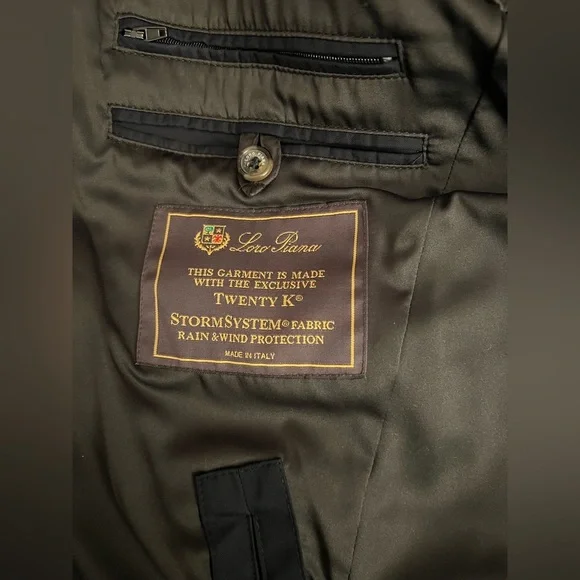 Loro Piana
THIS GARMENT IS MADE
WITH THE EXCLUSIVE
TWENTY K®
STORMSYSTEM® FABRIC
RAIN & WIND PROTECTION
MADE IN ITALY